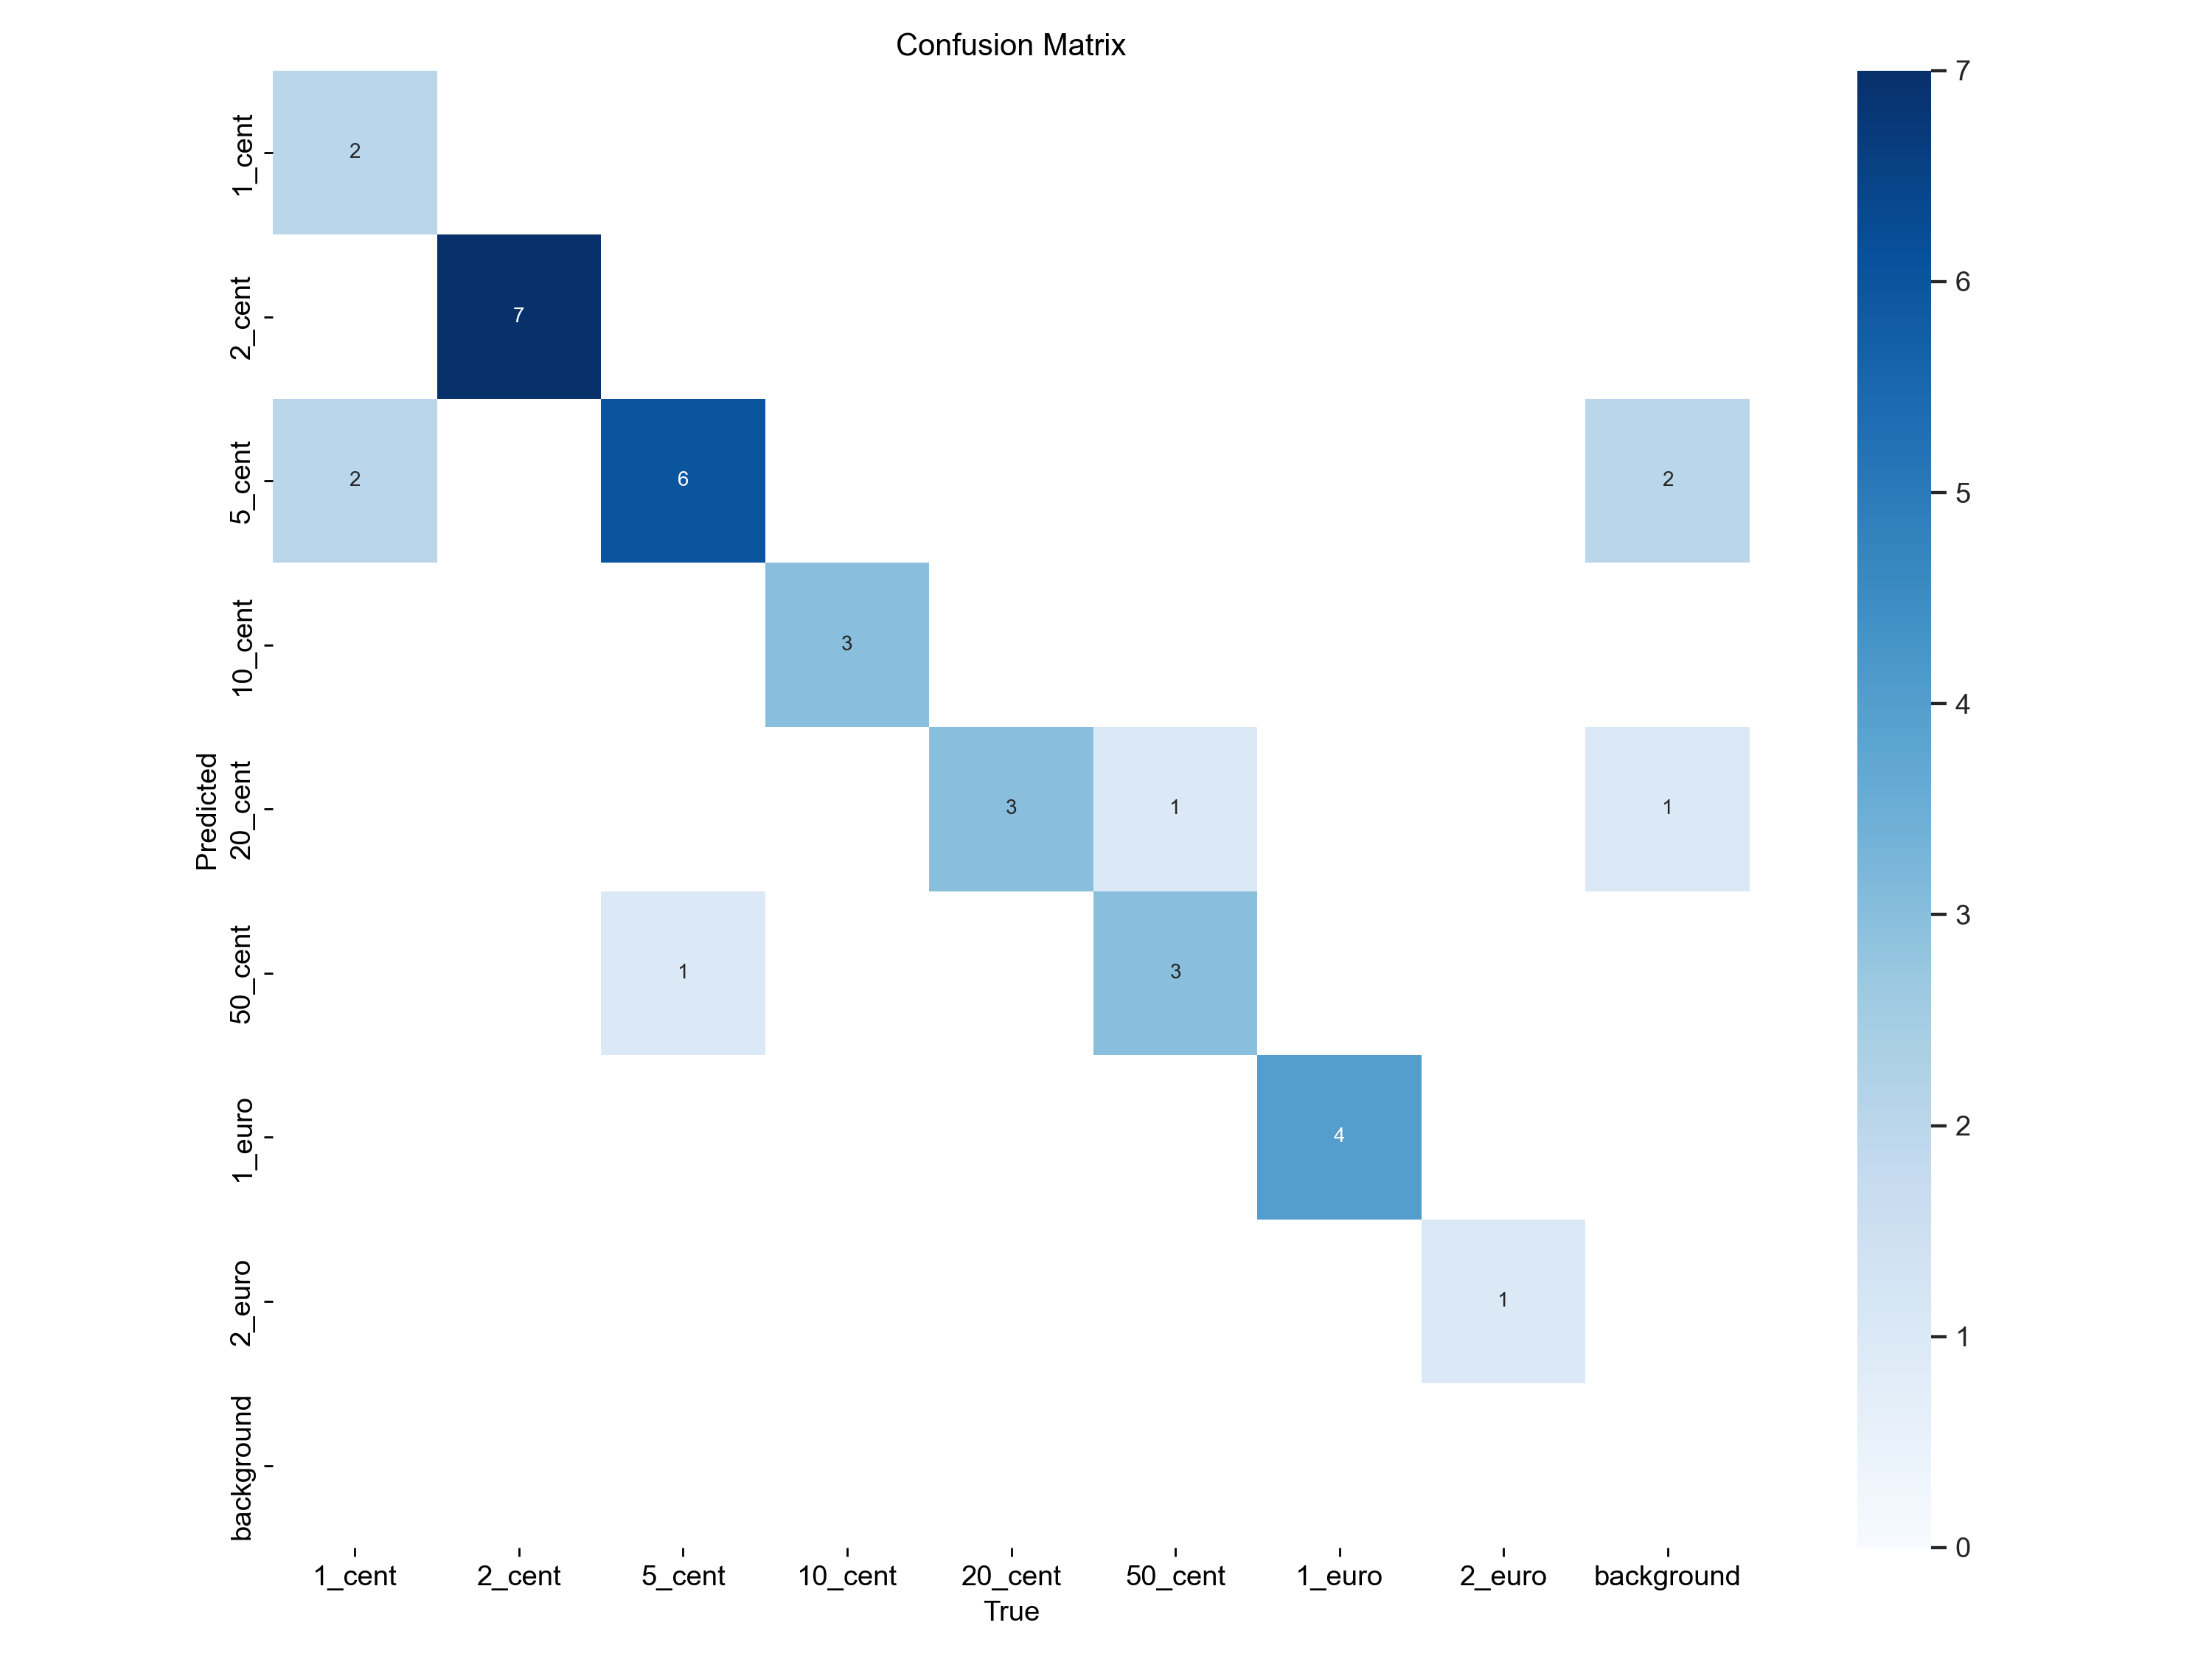 Confusion Matrix
1_cent
2_cent
5_cent
10_cent
20_cent
50_cent
1_euro
2_euro
background
Predicted
2
7
2 6 2
3
3 1 1
1 3
4
1
1_cent 2_cent 5_cent 10_cent 20_cent 50_cent 1_euro 2_euro background
True
7
6
5
4
3
2
1
0